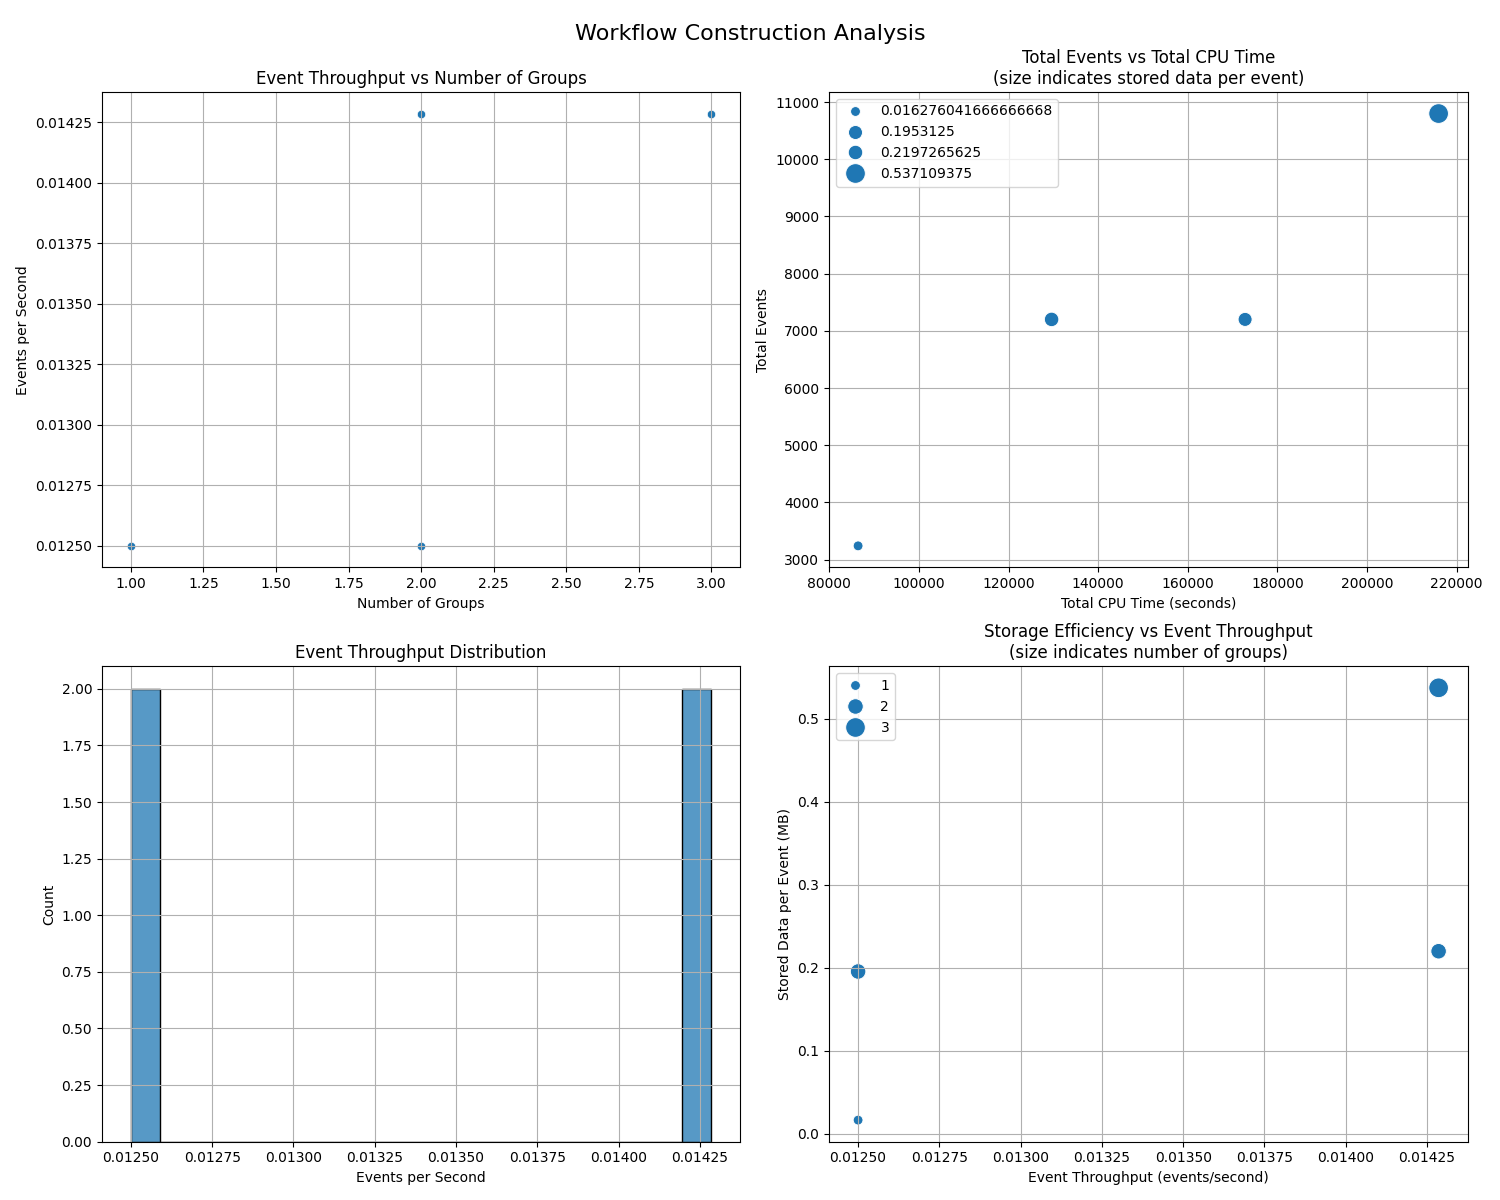 Workflow Construction Analysis
Event Throughput vs Number of Groups
0.01425
0.01400
0.01375
0.01350
0.01325
0.01300
0.01275
0.01250
Events per Second
1.00 1.25 1.50 1.75 2.00 2.25 2.50 2.75 3.00
Number of Groups
Total Events vs Total CPU Time
(size indicates stored data per event)
0.016276041666666668
0.1953125
0.2197265625
0.537109375
11000
10000
9000
8000
7000
6000
5000
4000
3000
Total Events
80000 100000 120000 140000 160000 180000 200000 220000
Total CPU Time (seconds)
Event Throughput Distribution
2.00
1.75
1.50
1.25
1.00
0.75
0.50
0.25
0.00
Count
0.01250 0.01275 0.01300 0.01325 0.01350 0.01375 0.01400 0.01425
Events per Second
Storage Efficiency vs Event Throughput
(size indicates number of groups)
1
2
3
0.5
0.4
0.3
0.2
0.1
0.0
Stored Data per Event (MB)
0.01250 0.01275 0.01300 0.01325 0.01350 0.01375 0.01400 0.01425
Event Throughput (events/second)